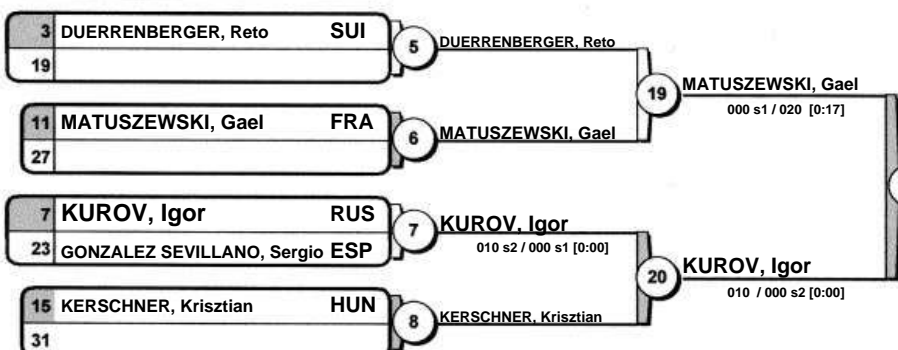 3 DUERRENBERGER, Reto SUI
19
5 DUERRENBERGER, Reto
11 MATUSZEWSKI, Gael FRA
27
6 MATUSZEWSKI, Gael
19 MATUSZEWSKI, Gael
000 s1 / 020 [0:17]
7 KUROV, Igor RUS
23 GONZALEZ SEVILLANO, Sergio ESP
7 KUROV, Igor
010 s2 / 000 s1 [0:00]
15 KERSCHNER, Krisztian HUN
31
8 KERSCHNER, Krisztian
20 KUROV, Igor
010 / 000 s2 [0:00]